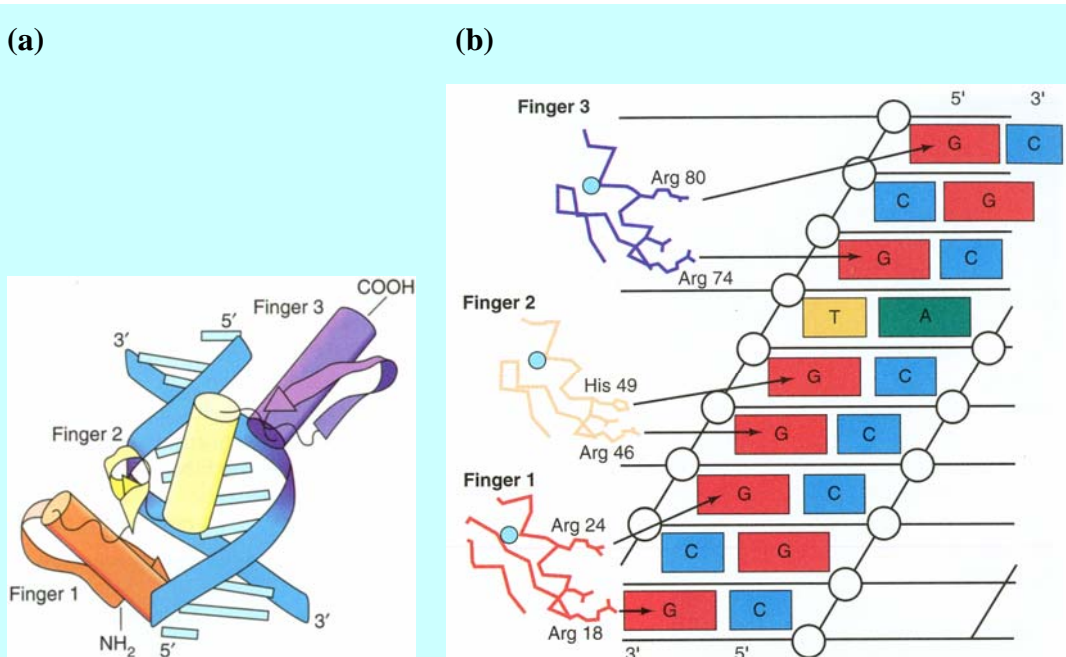 (a)
(b)
Finger 3
COOH
5′
3′
Finger 2
Finger 1
NH2
5′
3′
Finger 3
5' 3'
G C
Arg 80
C G
G C
Arg 74
Finger 2
T A
His 49
G C
Arg 46
G C
Finger 1
Arg 24
G C
C G
Arg 18
G C
3' 5'